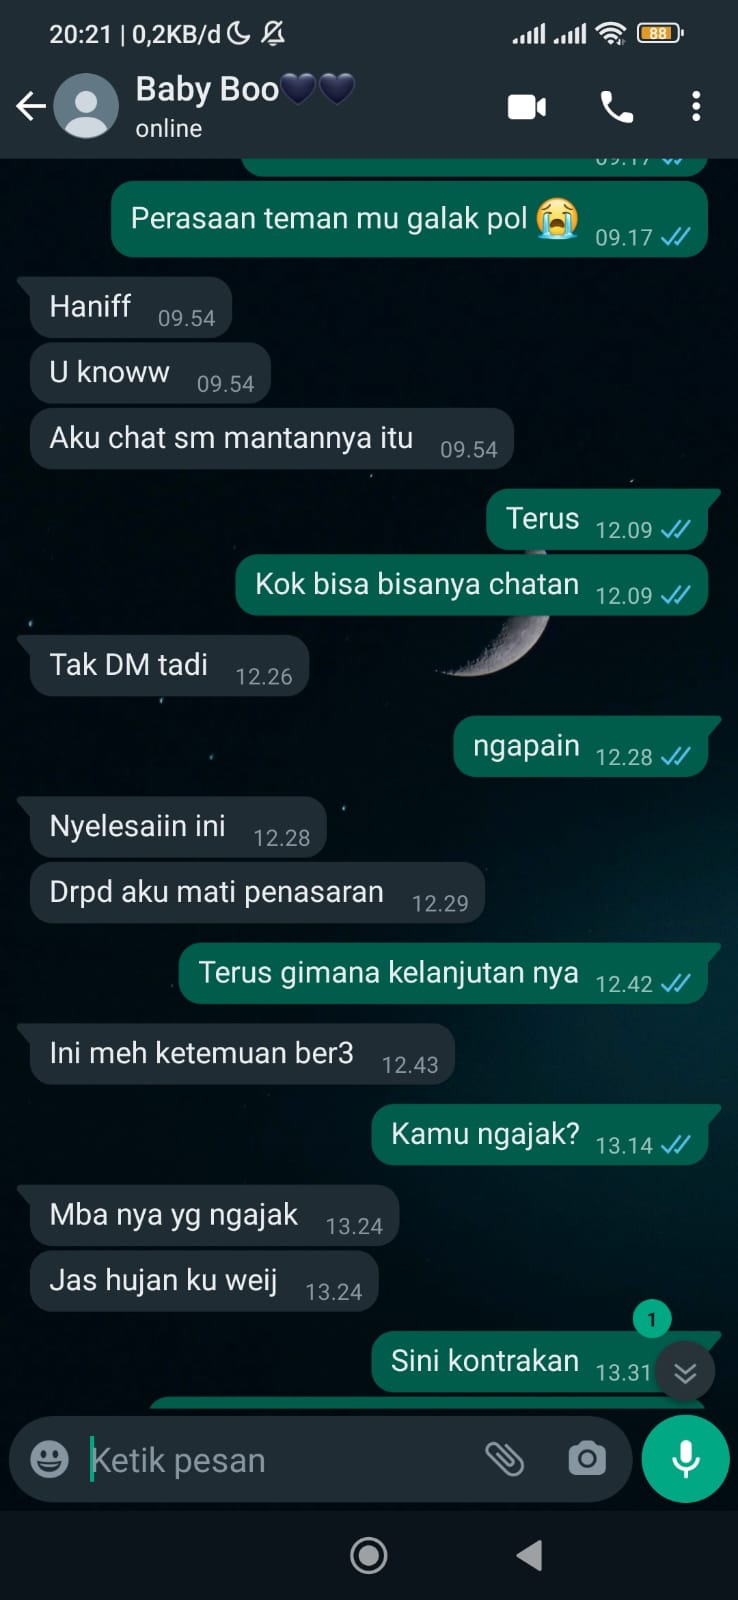 20:21 | 0,2KB/d
88
Baby Boo🖤🖤
online
09.17
Perasaan teman mu galak pol 😭 09.17
Haniff 09.54
U knoww 09.54
Aku chat sm mantannya itu 09.54
Terus 12.09
Kok bisa bisanya chatan 12.09
Tak DM tadi 12.26
ngapain 12.28
Nyelesaiin ini 12.28
Drpd aku mati penasaran 12.29
Terus gimana kelanjutan nya 12.42
Ini meh ketemuan ber3 12.43
Kamu ngajak? 13.14
Mba nya yg ngajak 13.24
Jas hujan ku weij 13.24
1
Sini kontrakan 13.31
Ketik pesan